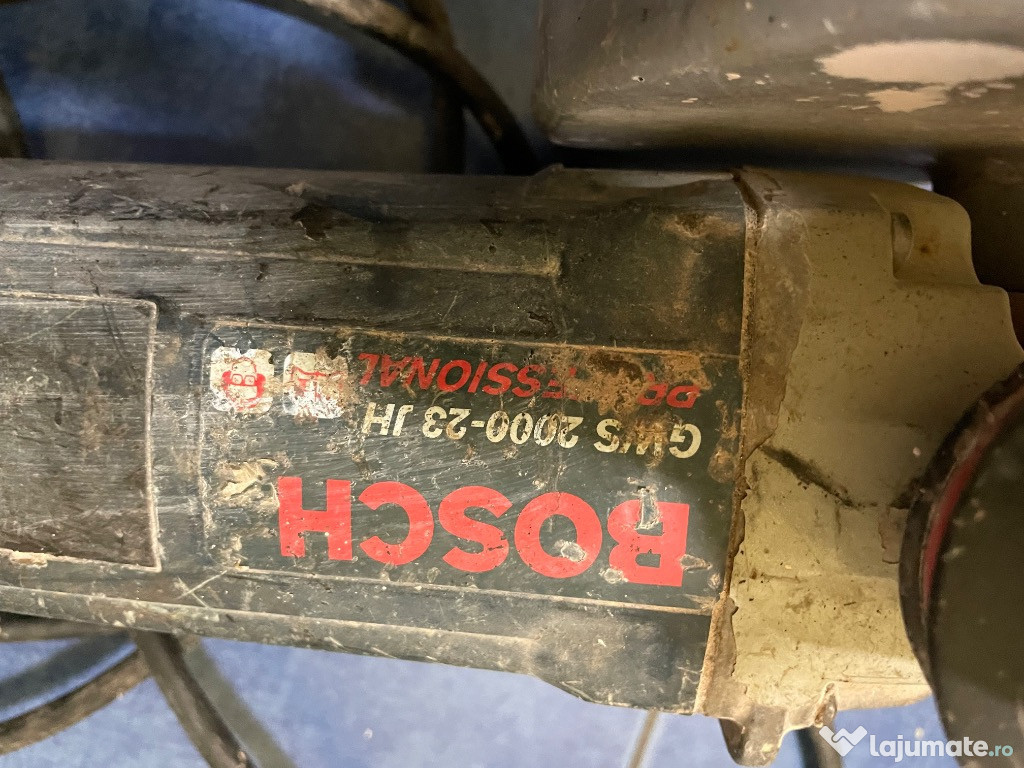 BOSCH
GWS 2000-23 JH
PROFESSIONAL
lajumate.ro